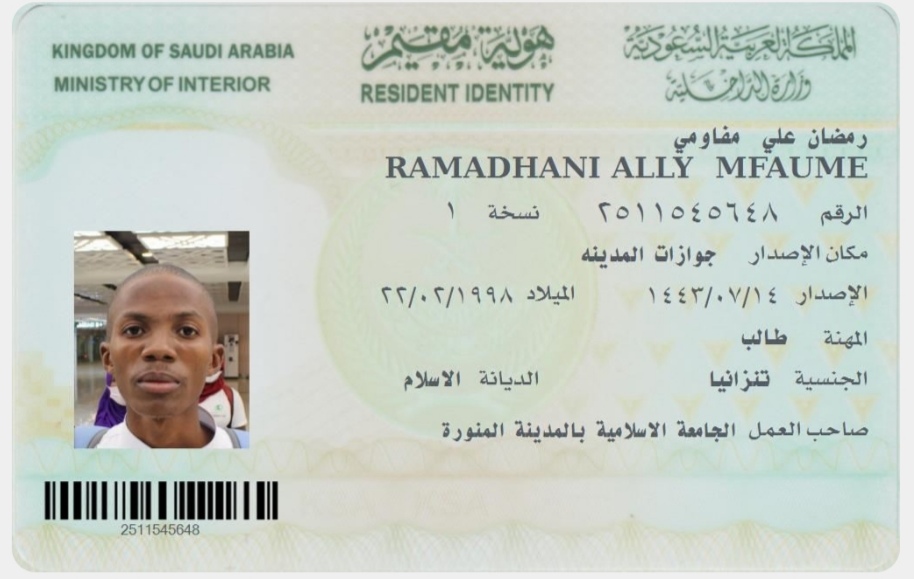 KINGDOM OF SAUDI ARABIA
MINISTRY OF INTERIOR
هوية مقيم
RESIDENT IDENTITY
المملكة العربية السعودية
وزارة الداخلية
رمضان علي مفاومي
RAMADHANI ALLY MFAUME
الرقم ٢٥١١٥٤٥٦٤٨ نسخة ١
مكان الإصدار جوازات المدينه
الإصدار ١٤٤٣/٠٧/١٤ الميلاد ٢٢/٠٢/١٩٩٨
المهنة طالب
الجنسية تنزانيا الديانة الاسلام
صاحب العمل الجامعة الاسلامية بالمدينة المنورة
2511545648